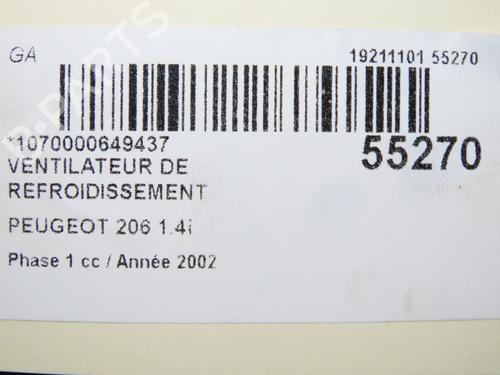 GA
19211101 55270
*1070000649437
55270
VENTILATEUR DE
REFROIDISSEMENT
PEUGEOT 206 1.4i
Phase 1 cc / Année 2002